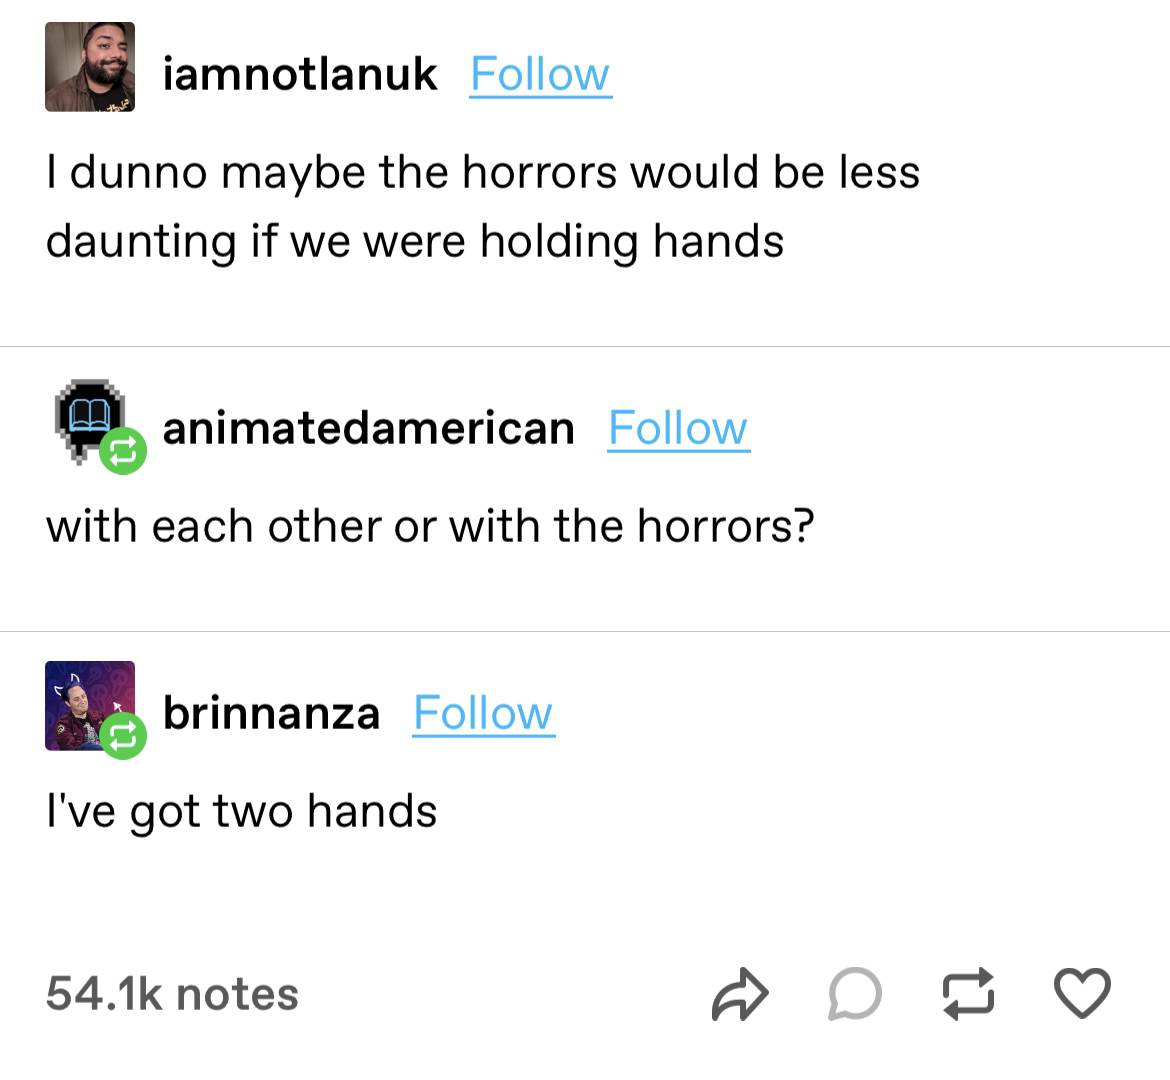 iamnotlanuk Follow
I dunno maybe the horrors would be less
daunting if we were holding hands
animatedamerican Follow
with each other or with the horrors?
brinnanza Follow
I've got two hands
54.1k notes